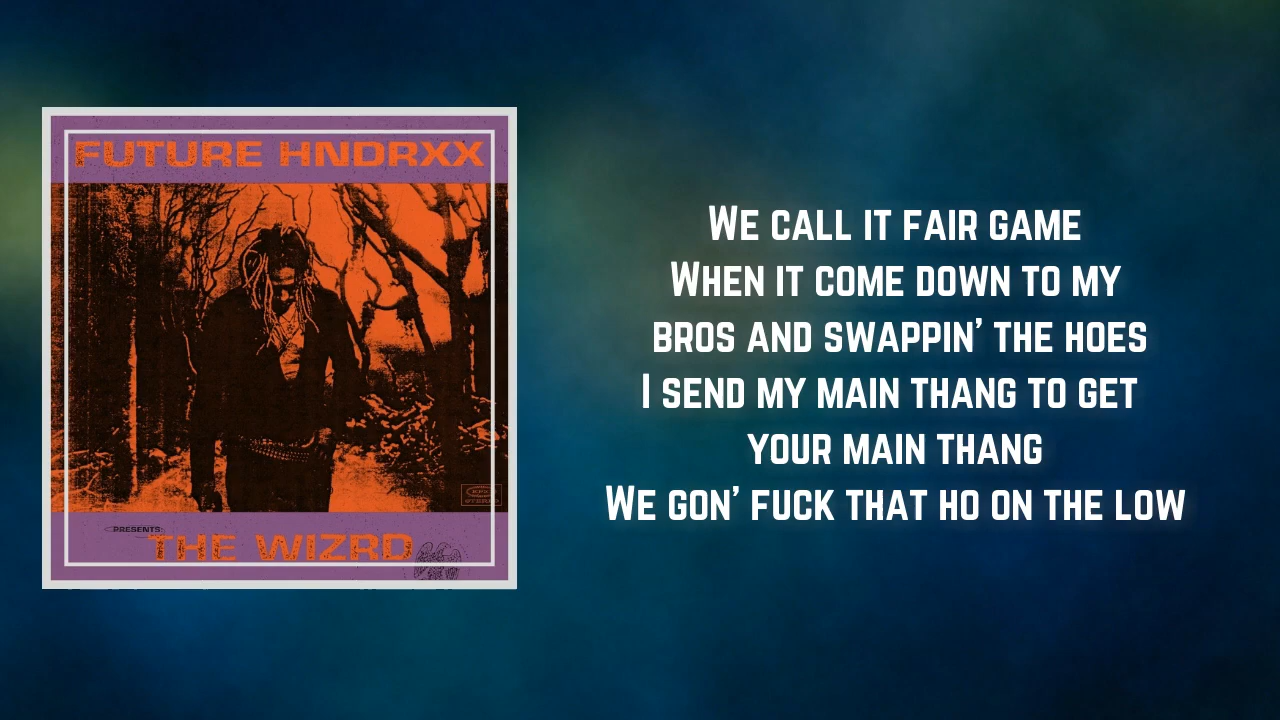 FUTURE HNDRXX
PRESENTS
THE WIZRD
STEREO
WE CALL IT FAIR GAME
WHEN IT COME DOWN TO MY
BROS AND SWAPPIN' THE HOES
I SEND MY MAIN THANG TO GET
YOUR MAIN THANG
WE GON' FUCK THAT HO ON THE LOW